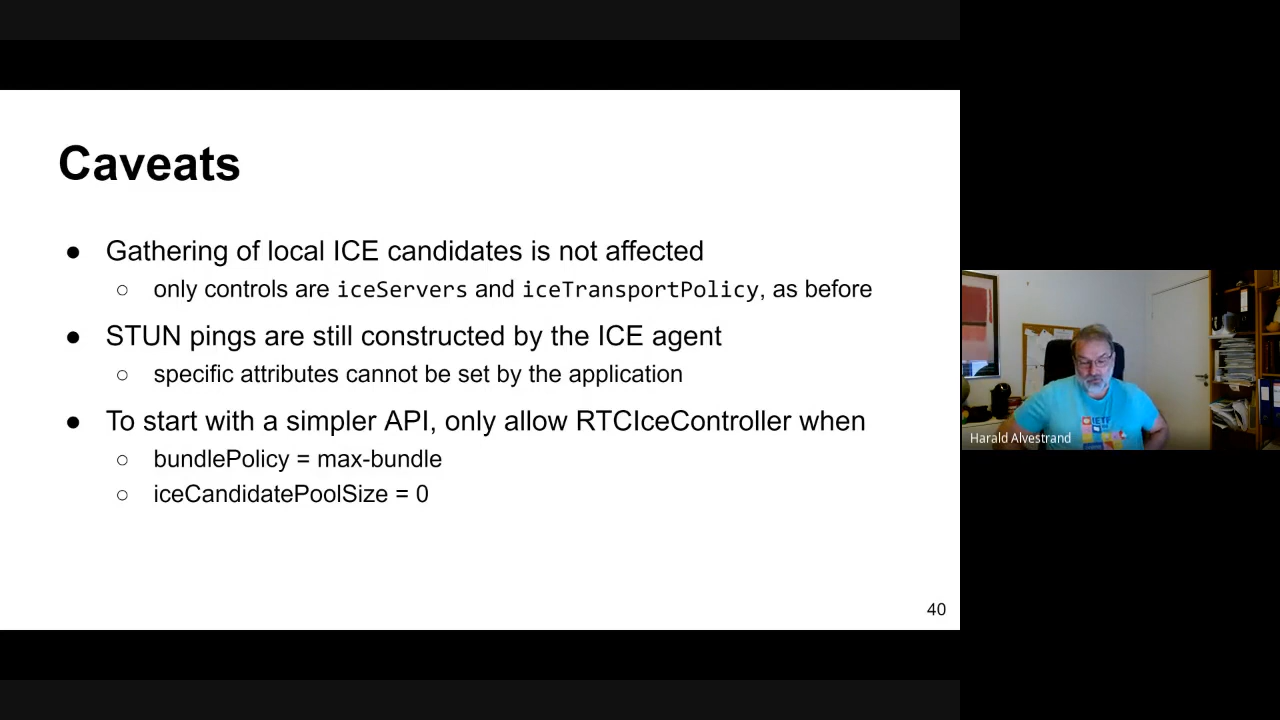 Caveats
● Gathering of local ICE candidates is not affected
○ only controls are iceServers and iceTransportPolicy, as before
● STUN pings are still constructed by the ICE agent
○ specific attributes cannot be set by the application
● To start with a simpler API, only allow RTCIceController when
○ bundlePolicy = max-bundle
○ iceCandidatePoolSize = 0
40
IETF
Harald Alvestrand